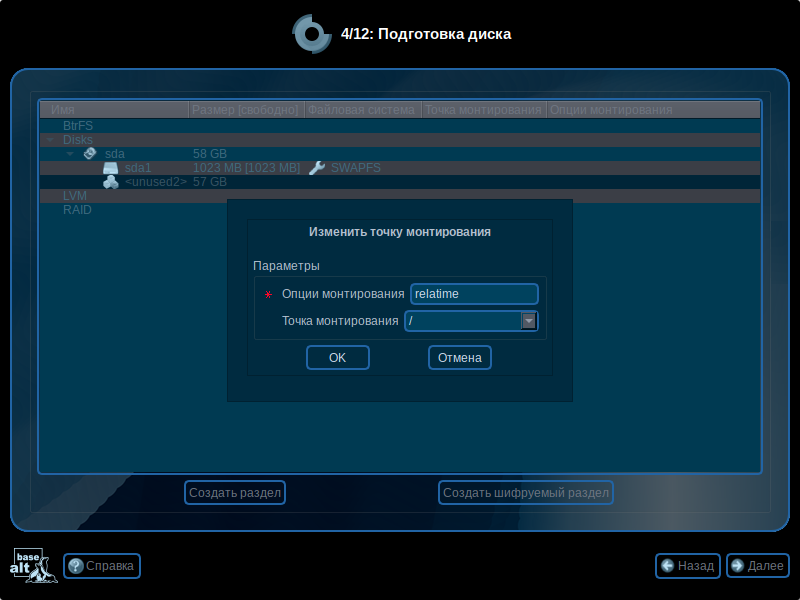 4/12: Подготовка диска
Имя Размер [свободно] Файловая система Точка монтирования Опции монтирования
BtrFS
Disks
sda 58 GB
sda1 1023 MB [1023 MB] SWAPFS
<unused2> 57 GB
LVM
RAID
Изменить точку монтирования
Параметры
* Опции монтирования relatime
Точка монтирования /
OK Отмена
Создать раздел Создать шифруемый раздел
base
alt
? Справка Назад Далее